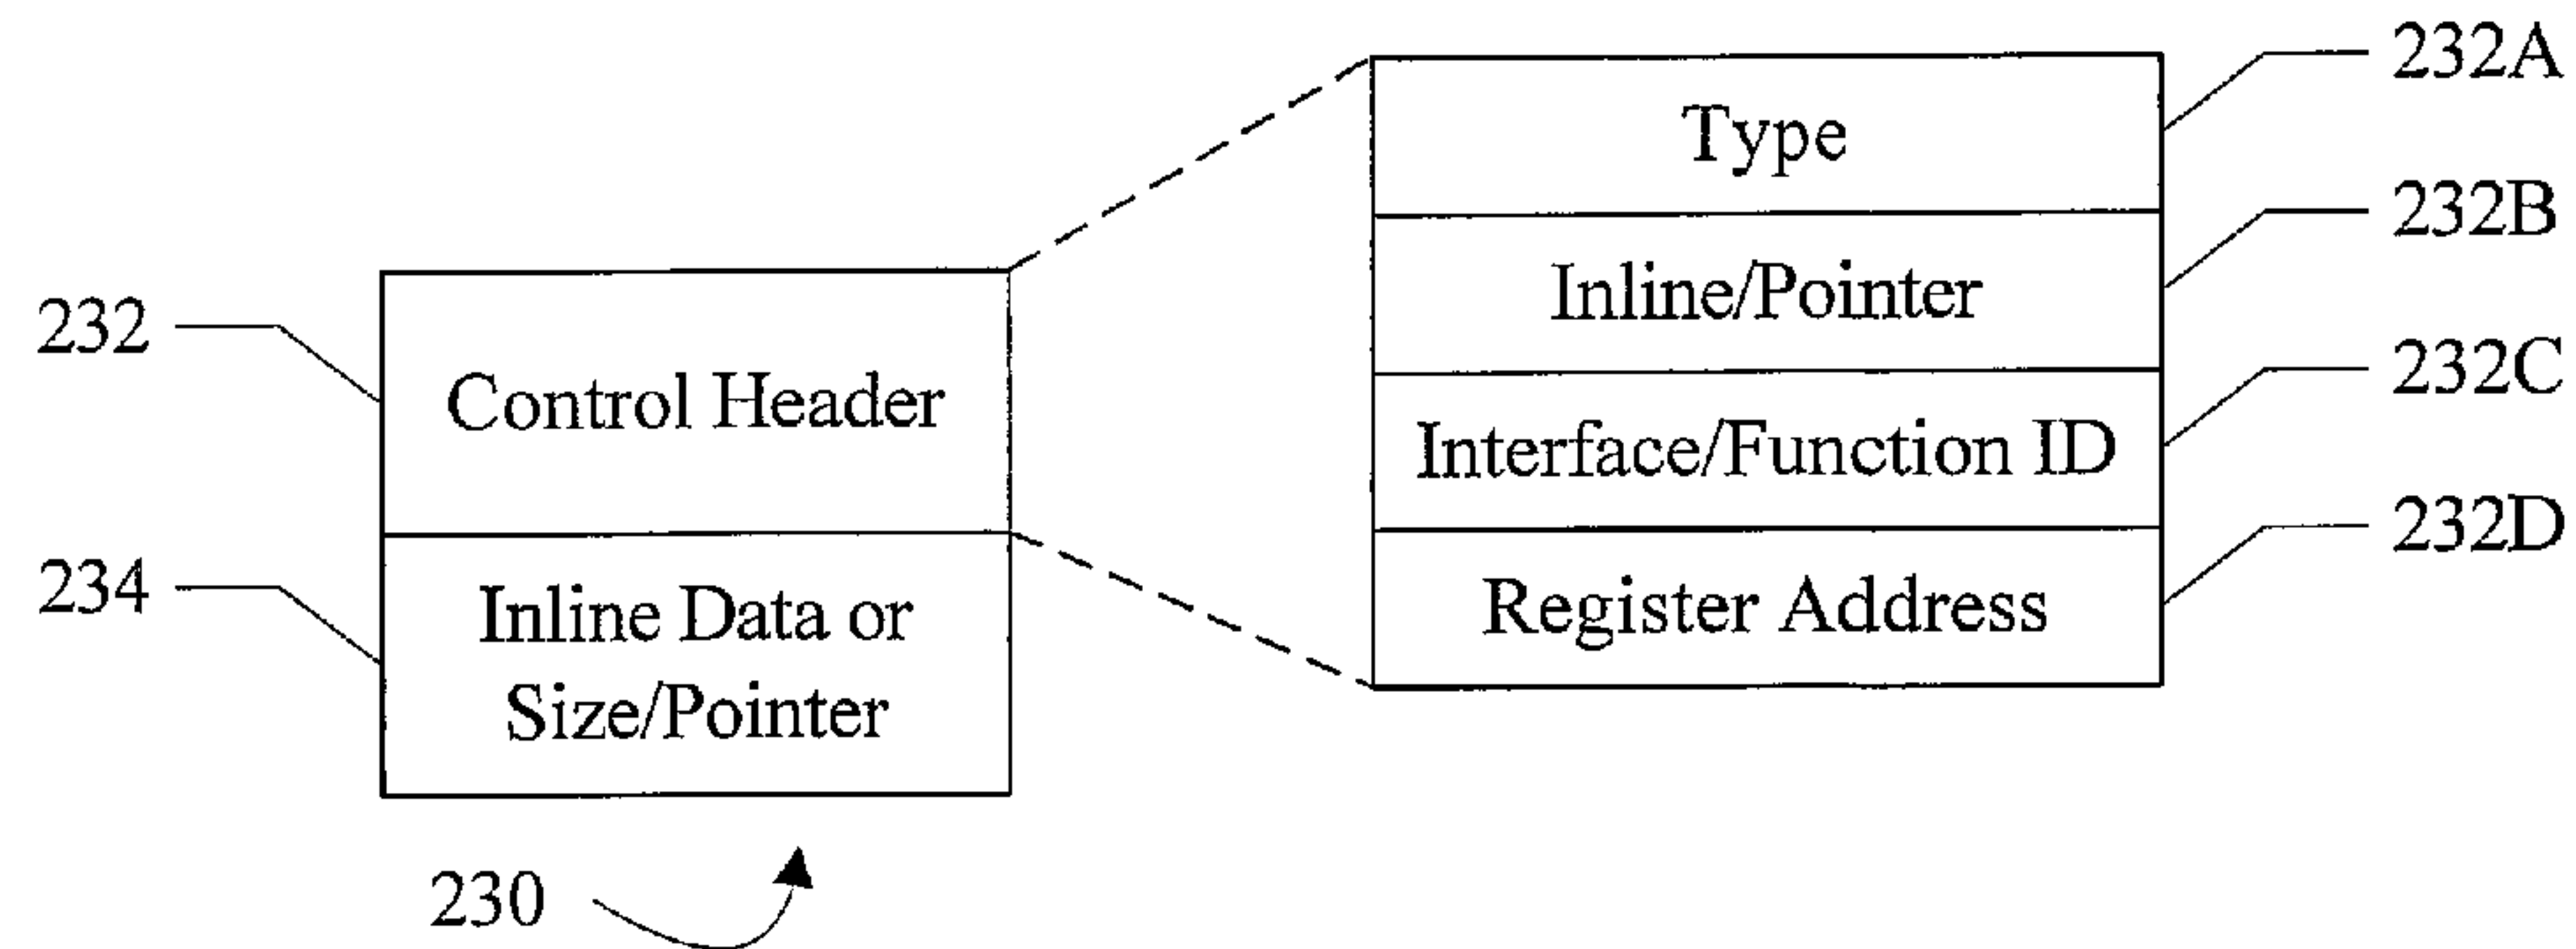 232
Control Header
234
Inline Data or
Size/Pointer
230
Type
232A
Inline/Pointer
232B
Interface/Function ID
232C
Register Address
232D